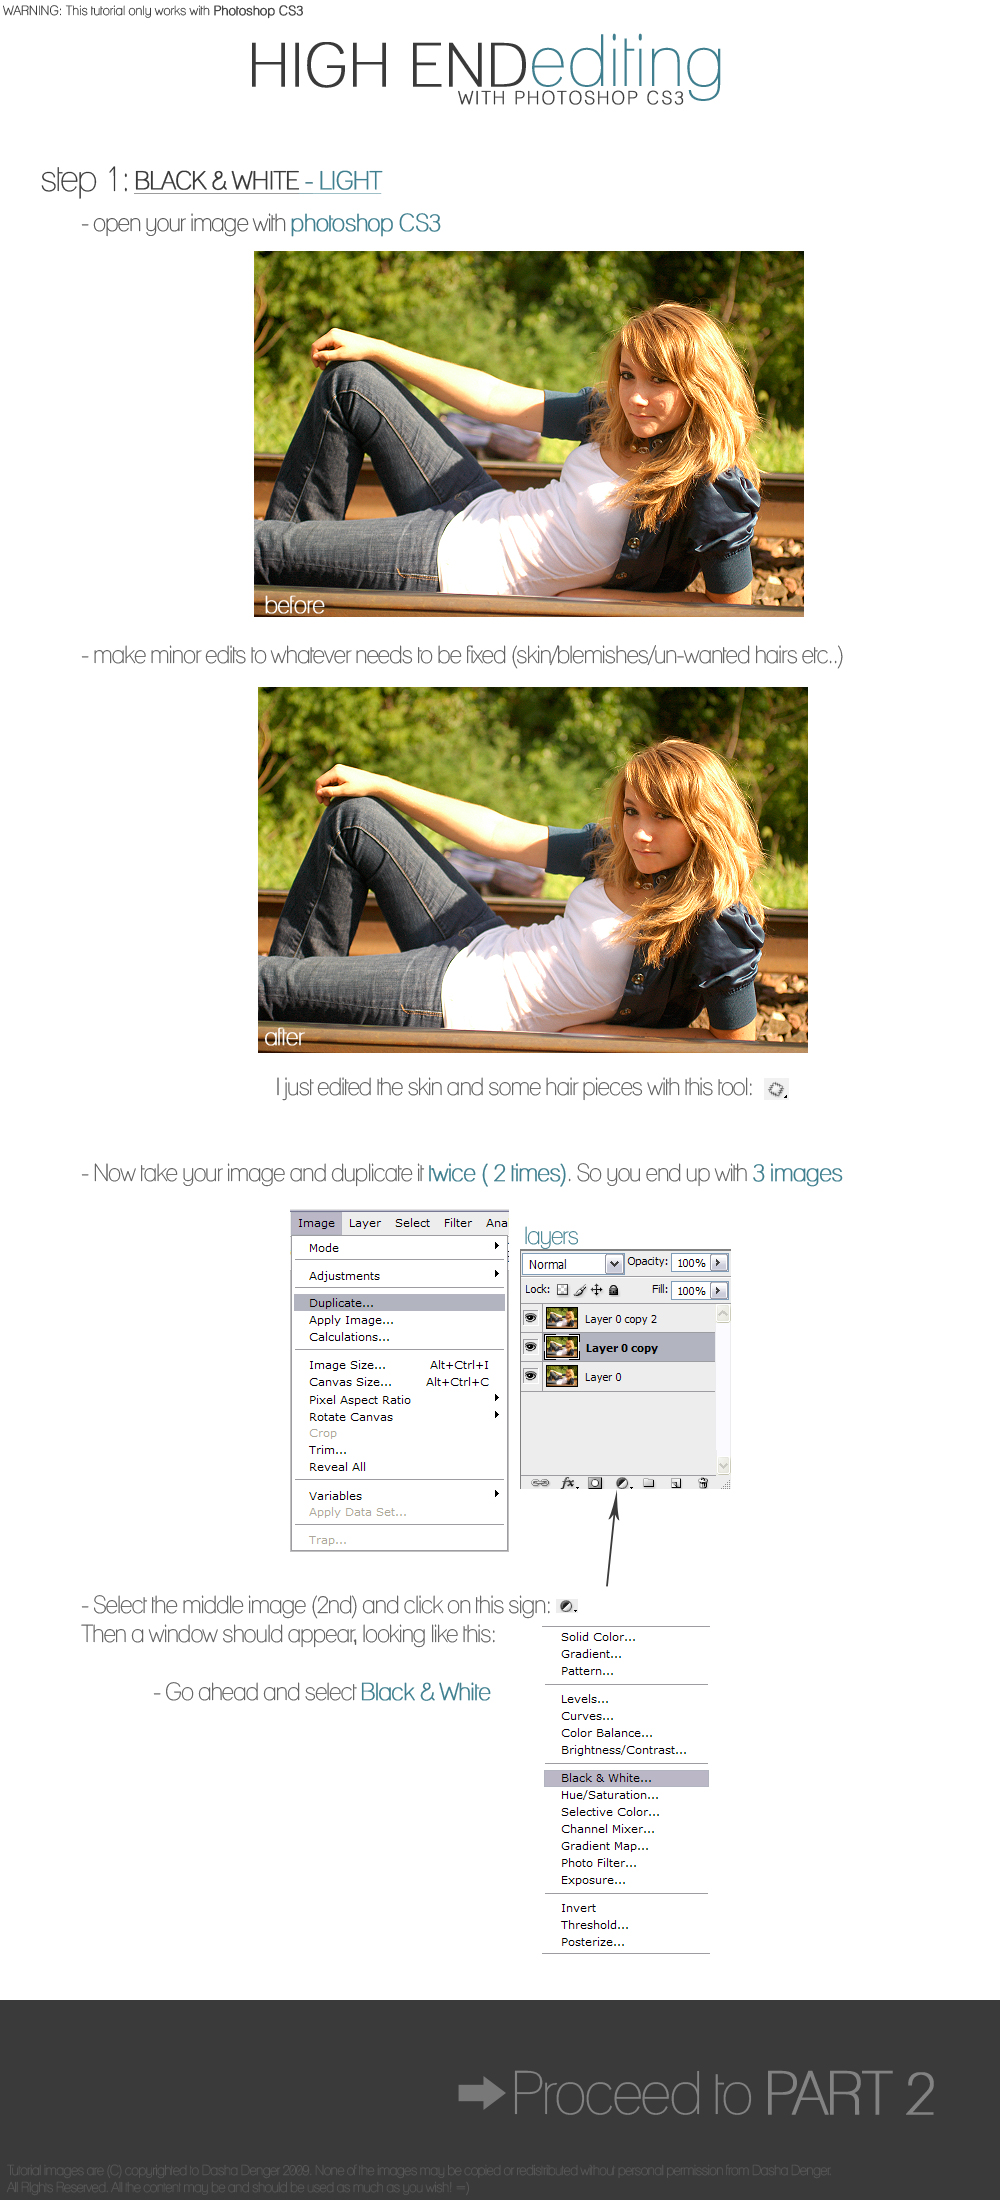 WARNING: This tutorial only works with Photoshop CS3
HIGH ENDediting
WITH PHOTOSHOP CS3
step 1: BLACK & WHITE - LIGHT
- open your image with photoshop CS3
before
- make minor edits to whatever needs to be fixed (skin/blemishes/un-wanted hairs etc..)
after
I just edited the skin and some hair pieces with this tool:
- Now take your image and duplicate it twice ( 2 times). So you end up with 3 images
Image Layer Select Filter Ana
Mode
Adjustments
Duplicate...
Apply Image...
Calculations...
Image Size... Alt+Ctrl+I
Canvas Size... Alt+Ctrl+C
Pixel Aspect Ratio
Rotate Canvas
Crop
Trim...
Reveal All
Variables
Apply Data Set...
Trap...
layers
Normal Opacity: 100%
Lock: Fill: 100%
Layer 0 copy 2
Layer 0 copy
Layer 0
fx
- Select the middle image (2nd) and click on this sign:
Then a window should appear, looking like this:
- Go ahead and select Black & White
Solid Color...
Gradient...
Pattern...
Levels...
Curves...
Color Balance...
Brightness/Contrast...
Black & White...
Hue/Saturation...
Selective Color...
Channel Mixer...
Gradient Map...
Photo Filter...
Exposure...
Invert
Threshold...
Posterize...
Proceed to PART 2
Tutorial images are (C) copyrighted to Dasha Denger 2009. None of the images may be copied or redistributed without personal permission from Dasha Denger.
All Rights Reserved. All the content may be and should be used as much as you wish! =)